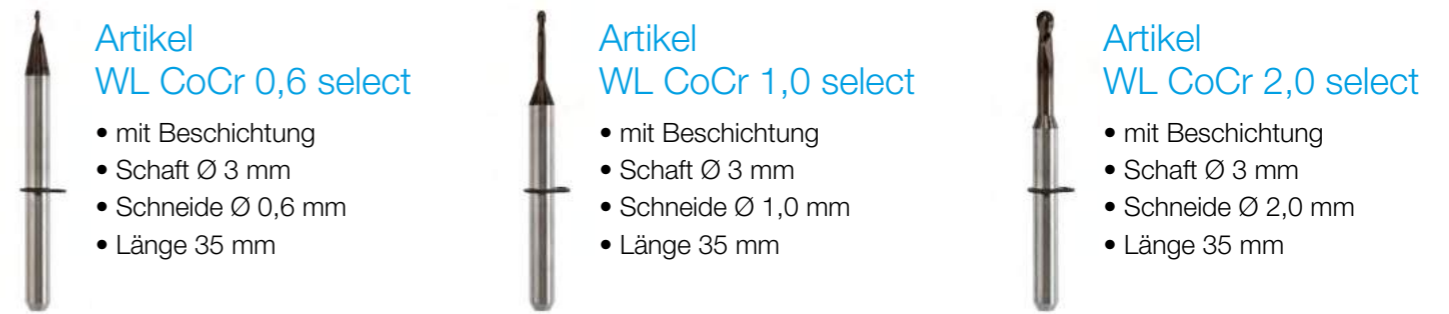 Artikel
WL CoCr 0,6 select
• mit Beschichtung
• Schaft Ø 3 mm
• Schneide Ø 0,6 mm
• Länge 35 mm
Artikel
WL CoCr 1,0 select
• mit Beschichtung
• Schaft Ø 3 mm
• Schneide Ø 1,0 mm
• Länge 35 mm
Artikel
WL CoCr 2,0 select
• mit Beschichtung
• Schaft Ø 3 mm
• Schneide Ø 2,0 mm
• Länge 35 mm